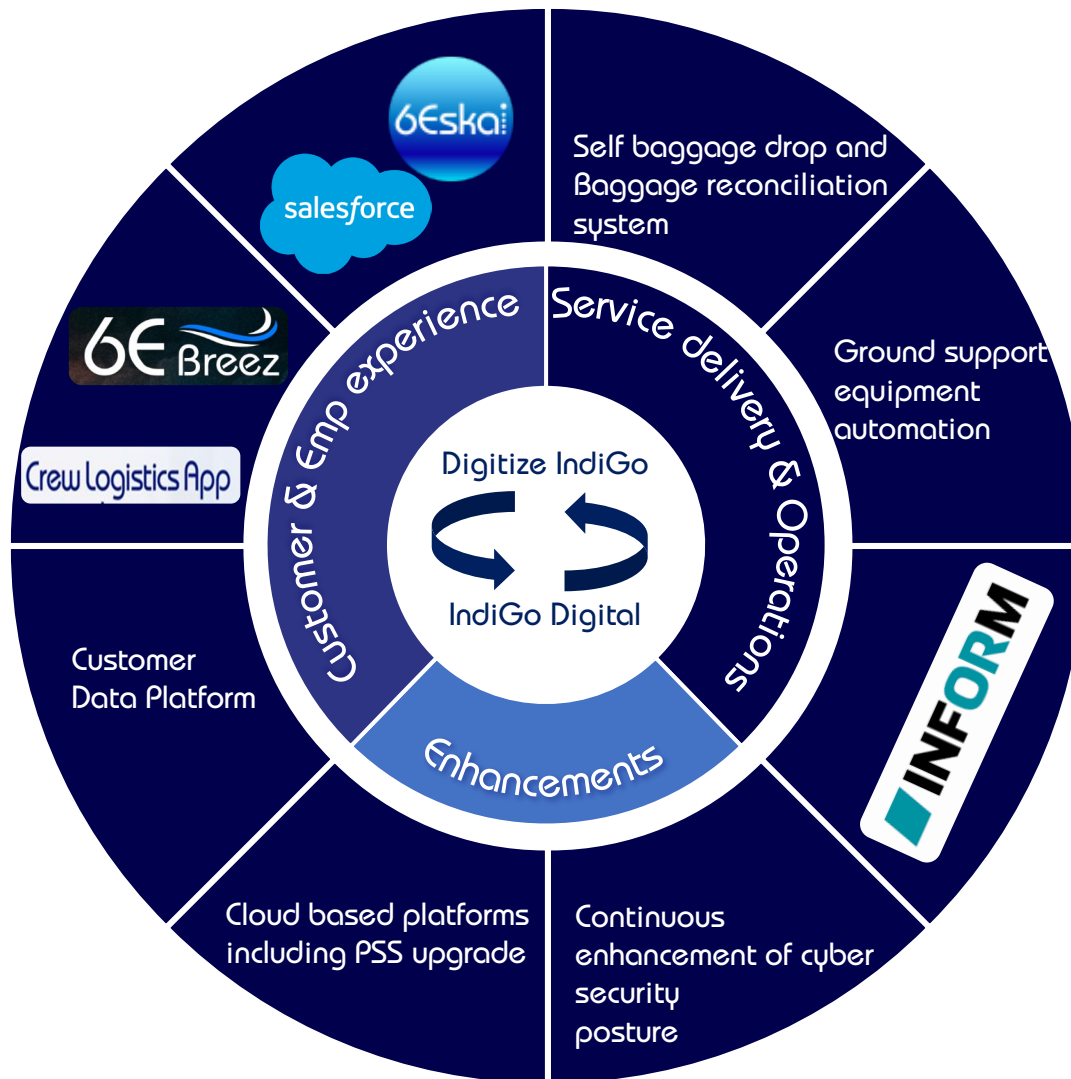 6Eskai
salesforce
Self baggage drop and
Baggage reconciliation
system
6E Breez
Crew Logistics App
Ground support
equipment
automation
Customer & Emp experience
Service delivery & Operations
Enhancements
Digitize IndiGo
IndiGo Digital
INFORM
Customer
Data Platform
Cloud based platforms
including PSS upgrade
Continuous
enhancement of cyber
security
posture